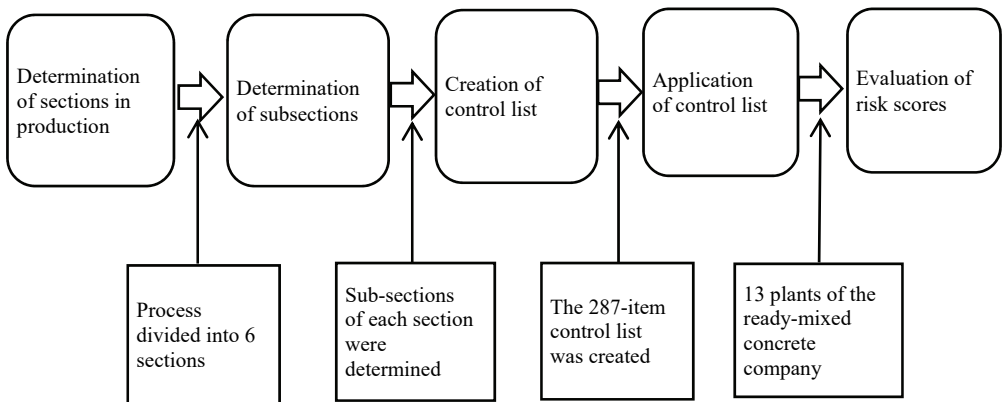 Determination
of sections in
production
Determination
of subsections
Creation of
control list
Application
of control list
Evaluation of
risk scores
Process
divided into 6
sections
Sub-sections
of each section
were
determined
The 287-item
control list
was created
13 plants of the
ready-mixed
concrete
company